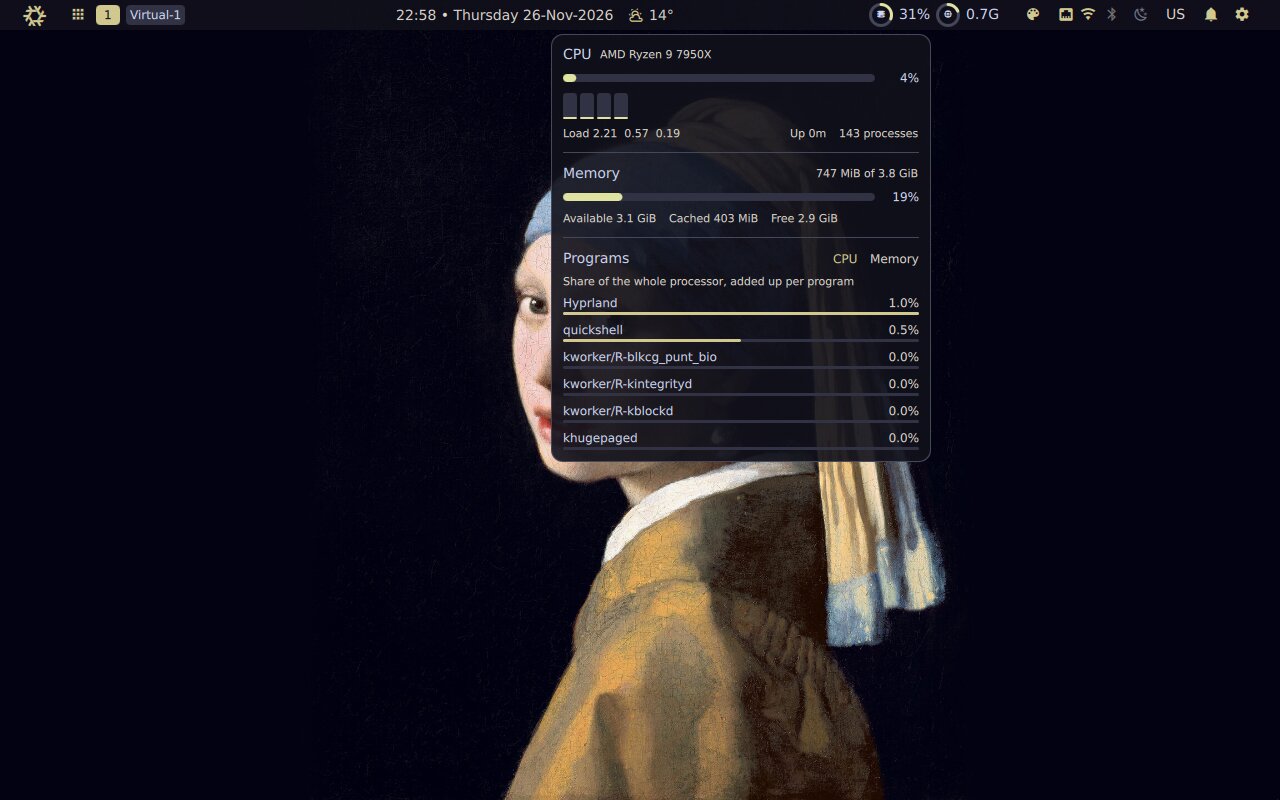 1 Virtual-1 22:58 • Thursday 26-Nov-2026 14° 31% 0.7G US
CPU AMD Ryzen 9 7950X
4%
Load 2.21 0.57 0.19 Up 0m 143 processes
Memory 747 MiB of 3.8 GiB
19%
Available 3.1 GiB Cached 403 MiB Free 2.9 GiB
Programs CPU Memory
Share of the whole processor, added up per program
Hyprland 1.0%
quickshell 0.5%
kworker/R-blkcg_punt_bio 0.0%
kworker/R-kintegrityd 0.0%
kworker/R-kblockd 0.0%
khugepaged 0.0%